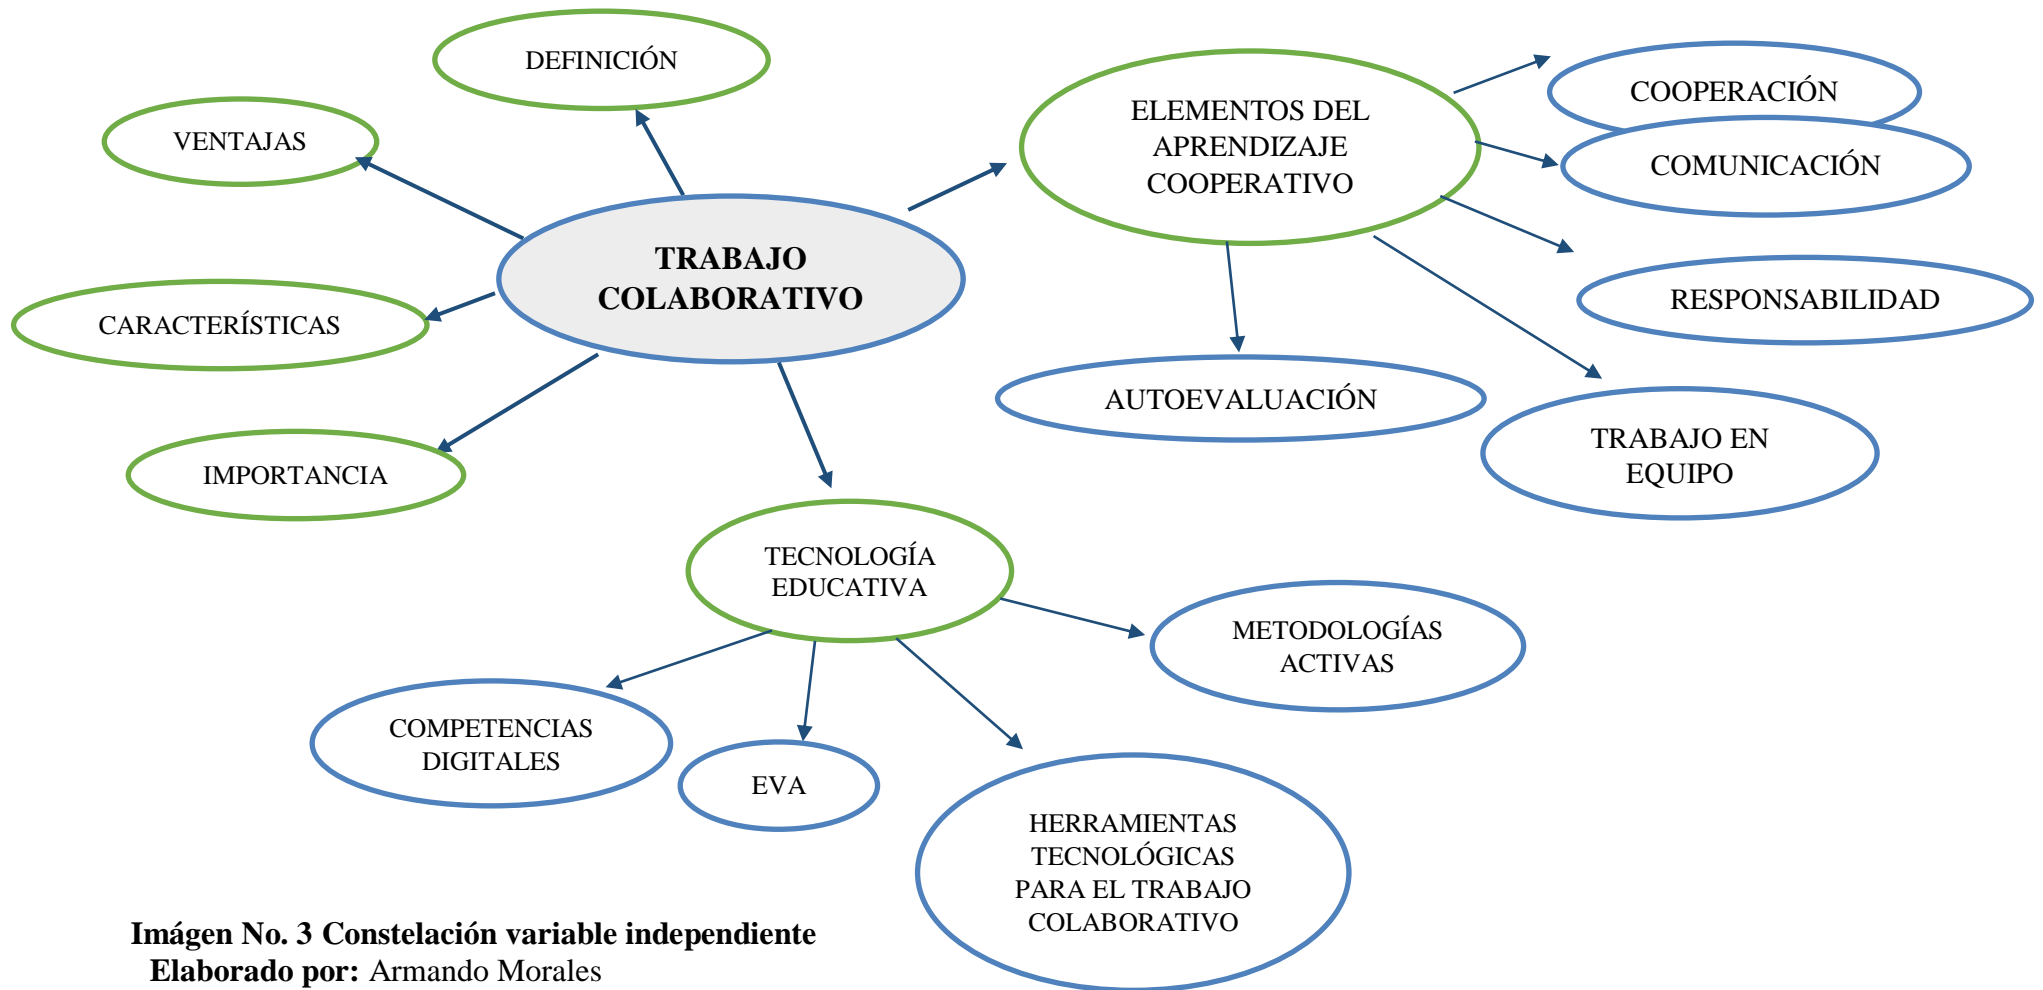 DEFINICIÓN
VENTAJAS
TRABAJO
COLABORATIVO
CARACTERÍSTICAS
IMPORTANCIA
ELEMENTOS DEL
APRENDIZAJE
COOPERATIVO
COOPERACIÓN
COMUNICACIÓN
RESPONSABILIDAD
TRABAJO EN
EQUIPO
AUTOEVALUACIÓN
TECNOLOGÍA
EDUCATIVA
METODOLOGÍAS
ACTIVAS
COMPETENCIAS
DIGITALES
EVA
HERRAMIENTAS
TECNOLÓGICAS
PARA EL TRABAJO
COLABORATIVO
Imágen No. 3 Constelación variable independiente
Elaborado por: Armando Morales